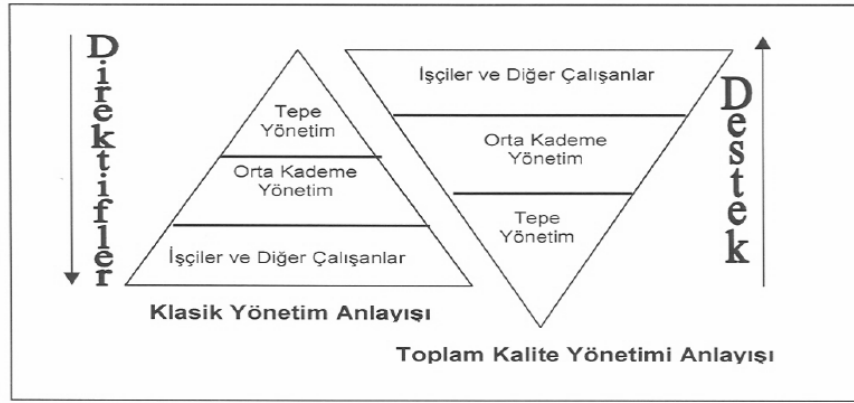 Direktifler
Tepe
Yönetim
Orta Kademe
Yönetim
İşçiler ve Diğer Çalışanlar
Klasik Yönetim Anlayışı
İşçiler ve Diğer Çalışanlar
Orta Kademe
Yönetim
Tepe
Yönetim
Destek
Toplam Kalite Yönetimi Anlayışı